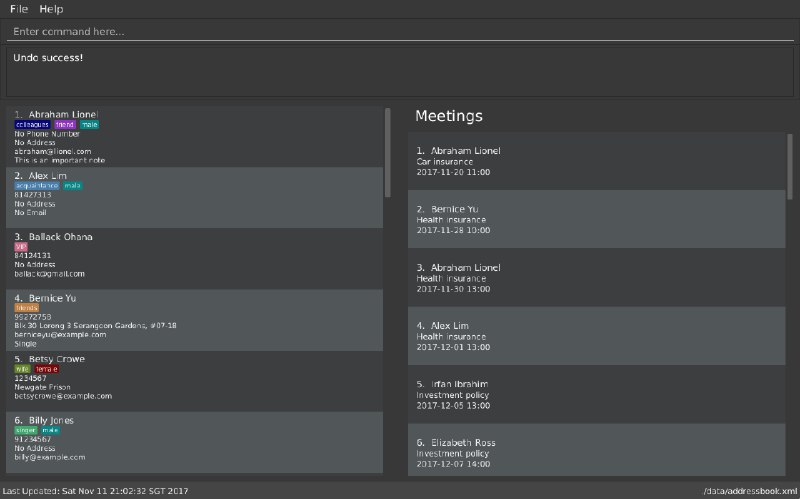 File Help
Enter command here...
Undo success!
1. Abraham Lionel
colleagues friend male
No Phone Number
No Address
abraham@lionel.com
This is an important note
2. Alex Lim
acquaintance male
81427313
No Address
No Email
3. Ballack Ohana
VIP
84124131
No Address
ballack@gmail.com
4. Bernice Yu
friends
99272758
Blk 30 Lorong 3 Serangoon Gardens, #07-18
berniceyu@example.com
Single
5. Betsy Crowe
wife female
1234567
Newgate Prison
betsycrowe@example.com
6. Billy Jones
singer male
91234567
No Address
billy@example.com
Meetings
1. Abraham Lionel
Car insurance
2017-11-20 11:00
2. Bernice Yu
Health insurance
2017-11-28 10:00
3. Abraham Lionel
Health insurance
2017-11-30 13:00
4. Alex Lim
Health insurance
2017-12-01 13:00
5. Irfan Ibrahim
Investment policy
2017-12-05 13:00
6. Elizabeth Ross
Investment policy
2017-12-07 14:00
Last Updated: Sat Nov 11 21:02:32 SGT 2017
/data/addressbook.xml